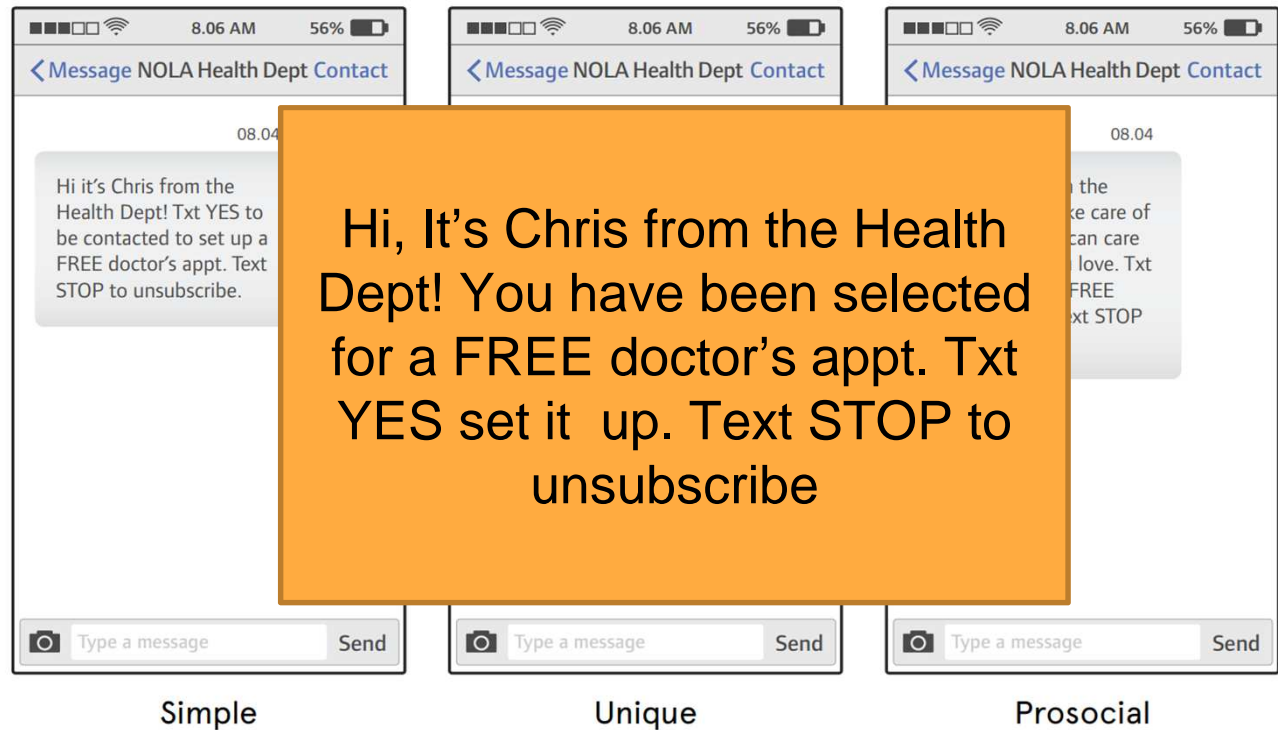 8.06 AM 56%
Message NOLA Health Dept Contact
08.04
Hi it's Chris from the
Health Dept! Txt YES to
be contacted to set up a
FREE doctor's appt. Text
STOP to unsubscribe.
Type a message Send
Simple
8.06 AM 56%
Message NOLA Health Dept Contact
Hi, It's Chris from the Health
Dept! You have been selected
for a FREE doctor's appt. Txt
YES set it up. Text STOP to
unsubscribe
Type a message Send
Unique
8.06 AM 56%
Message NOLA Health Dept Contact
08.04
the
care of
can care
love. Txt
FREE
STOP
Type a message Send
Prosocial